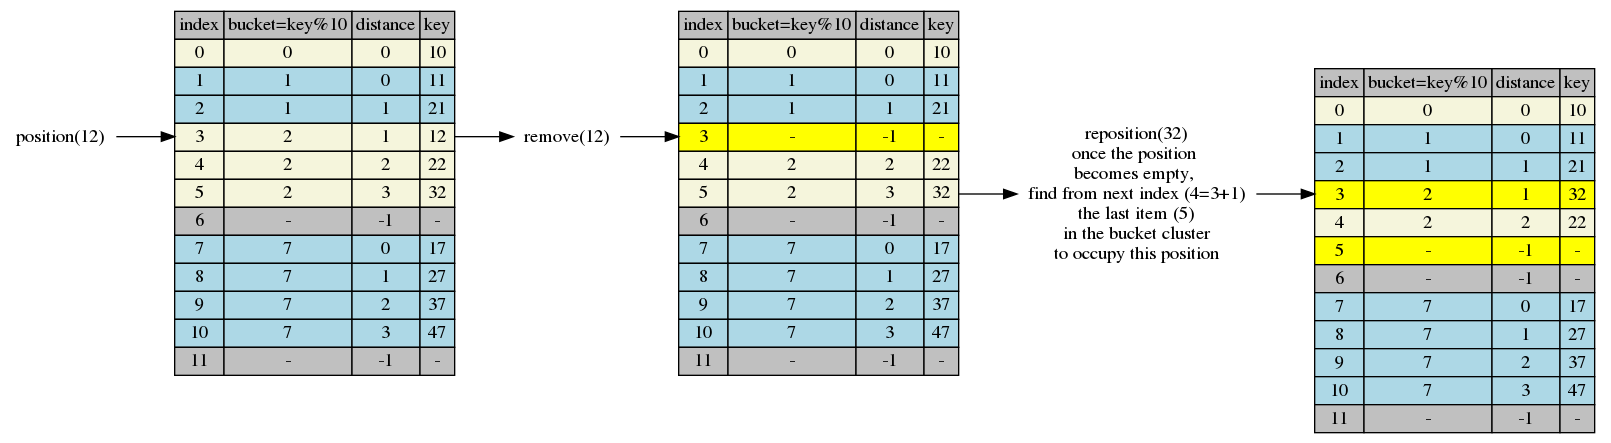 position(12)
index bucket=key%10 distance key
0 0 0 10
1 1 0 11
2 1 1 21
3 2 1 12
4 2 2 22
5 2 3 32
6 - -1 -
7 7 0 17
8 7 1 27
9 7 2 37
10 7 3 47
11 - -1 -
remove(12)
index bucket=key%10 distance key
0 0 0 10
1 1 0 11
2 1 1 21
3 - -1 -
4 2 2 22
5 2 3 32
6 - -1 -
7 7 0 17
8 7 1 27
9 7 2 37
10 7 3 47
11 - -1 -
reposition(32)
once the position
becomes empty,
find from next index (4=3+1)
the last item (5)
in the bucket cluster
to occupy this position
index bucket=key%10 distance key
0 0 0 10
1 1 0 11
2 1 1 21
3 2 1 32
4 2 2 22
5 - -1 -
6 - -1 -
7 7 0 17
8 7 1 27
9 7 2 37
10 7 3 47
11 - -1 -